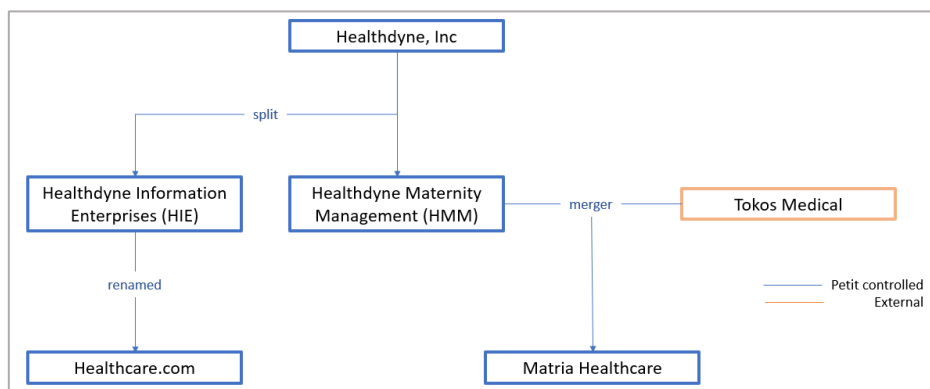 Healthdyne, Inc
split
Healthdyne Information
Enterprises (HIE)
Healthdyne Maternity
Management (HMM)
merger
Tokos Medical
renamed
Petit controlled
External
Healthcare.com
Matria Healthcare